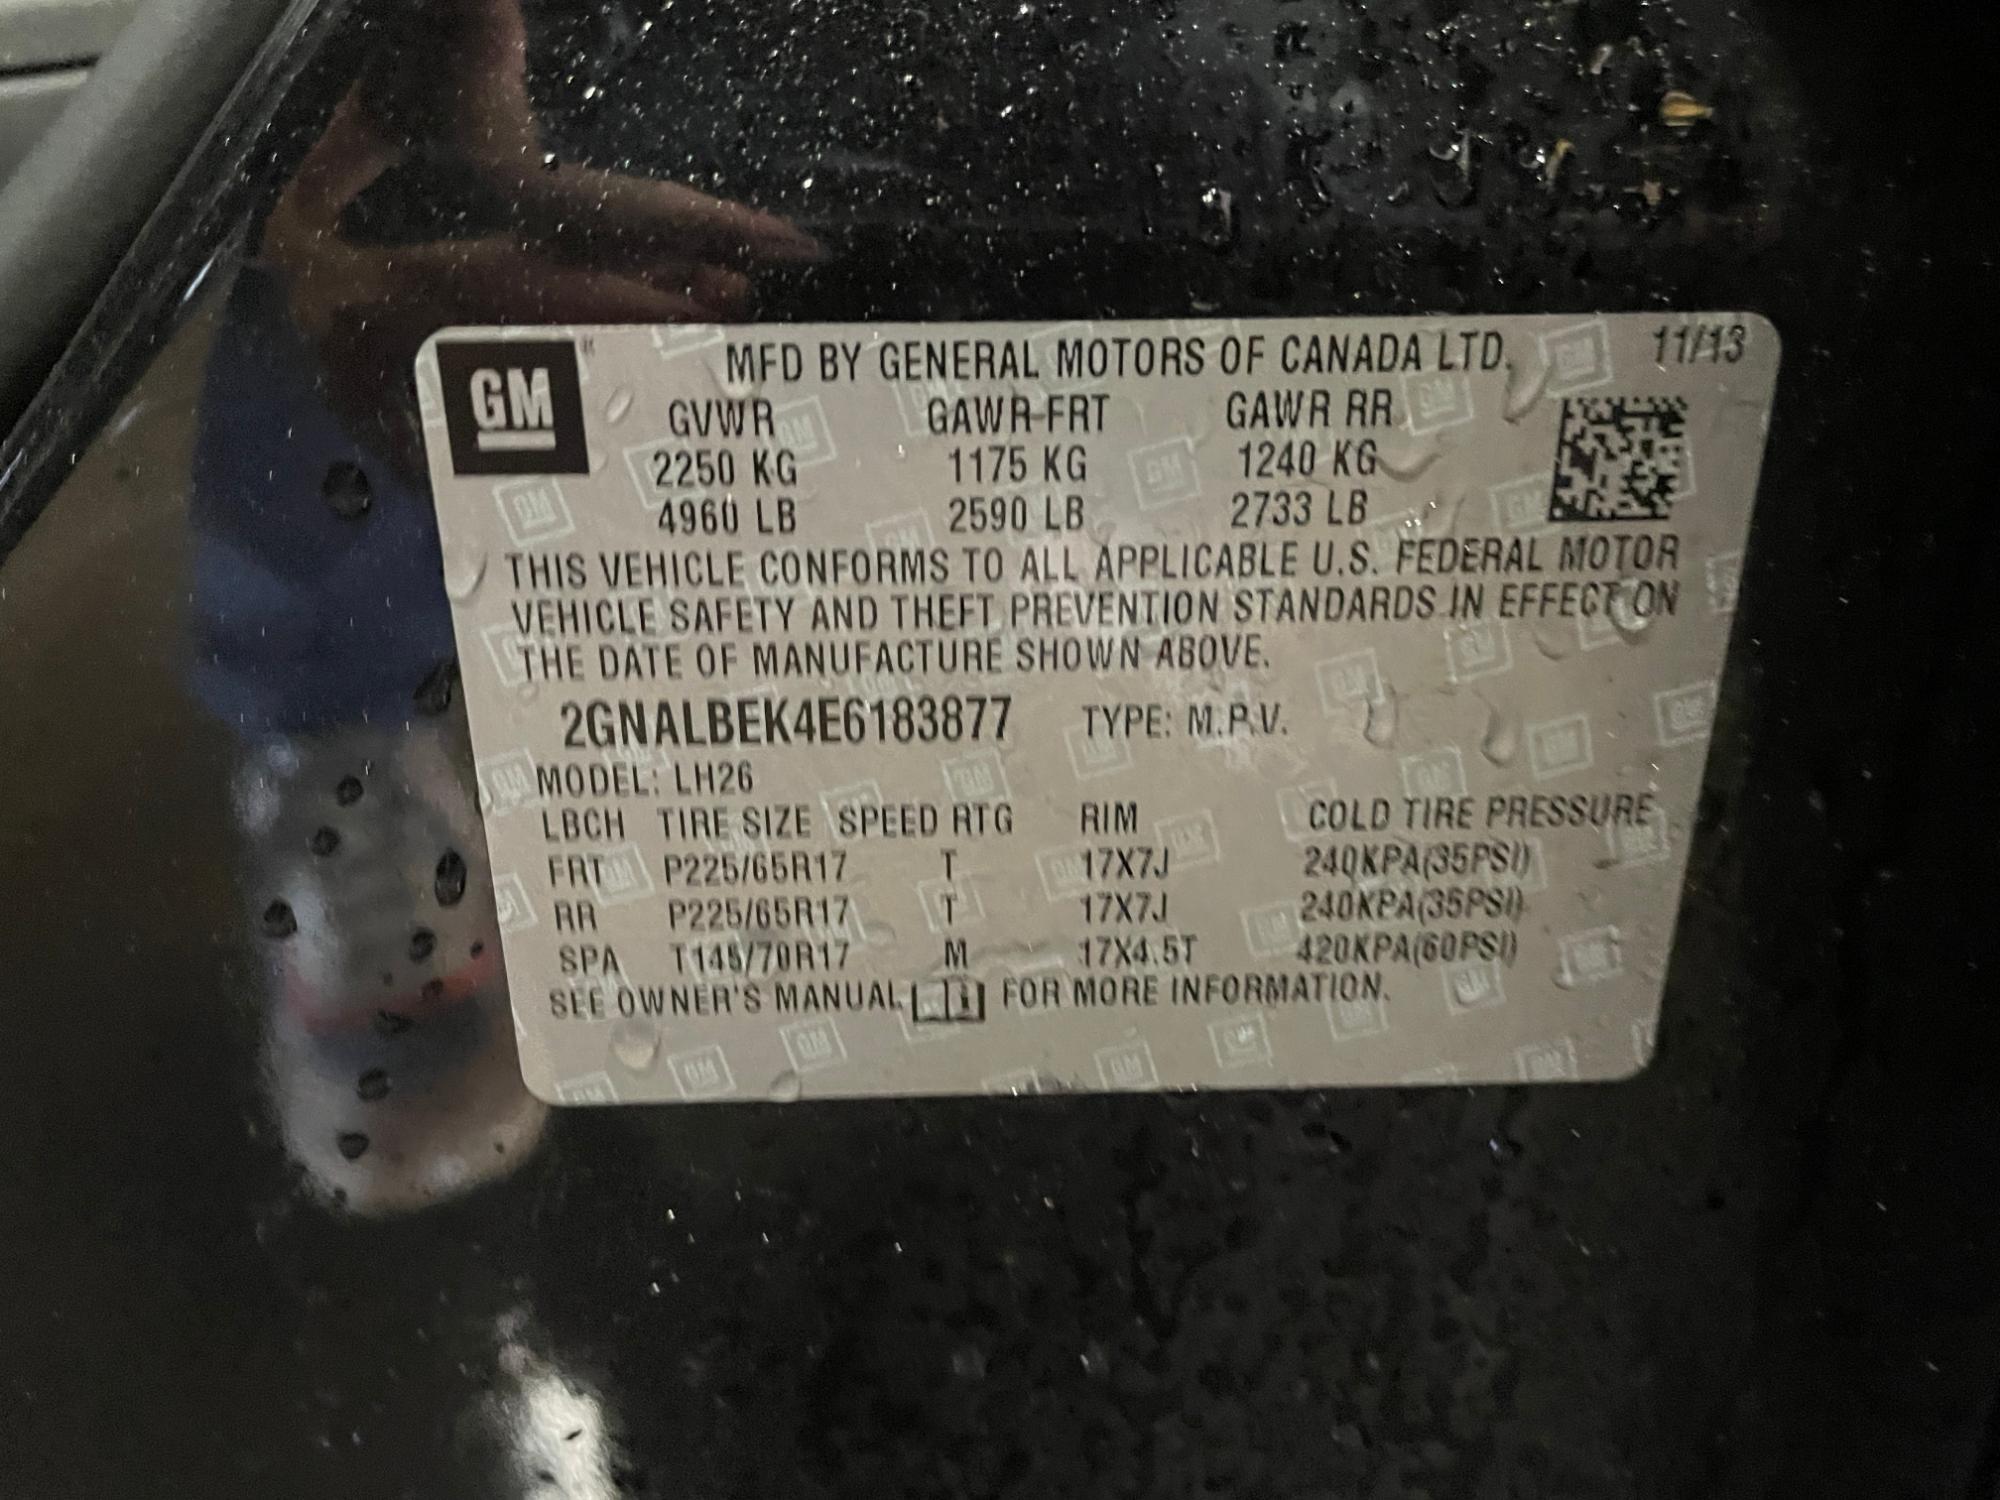 GM ®
MFD BY GENERAL MOTORS OF CANADA LTD. 11/13
GVWR GAWR FRT GAWR RR
2250 KG 1175 KG 1240 KG
4960 LB 2590 LB 2733 LB
THIS VEHICLE CONFORMS TO ALL APPLICABLE U.S. FEDERAL MOTOR
VEHICLE SAFETY AND THEFT PREVENTION STANDARDS IN EFFECT ON
THE DATE OF MANUFACTURE SHOWN ABOVE.
2GNALBEK4E6183877 TYPE: M.P.V.
MODEL: LH26
LBCH TIRE SIZE SPEED RTG RIM COLD TIRE PRESSURE
FRT P225/65R17 T 17X7J 240KPA(35PSI)
RR P225/65R17 T 17X7J 240KPA(35PSI)
SPA T145/70R17 M 17X4.5T 420KPA(60PSI)
SEE OWNER'S MANUAL FOR MORE INFORMATION.